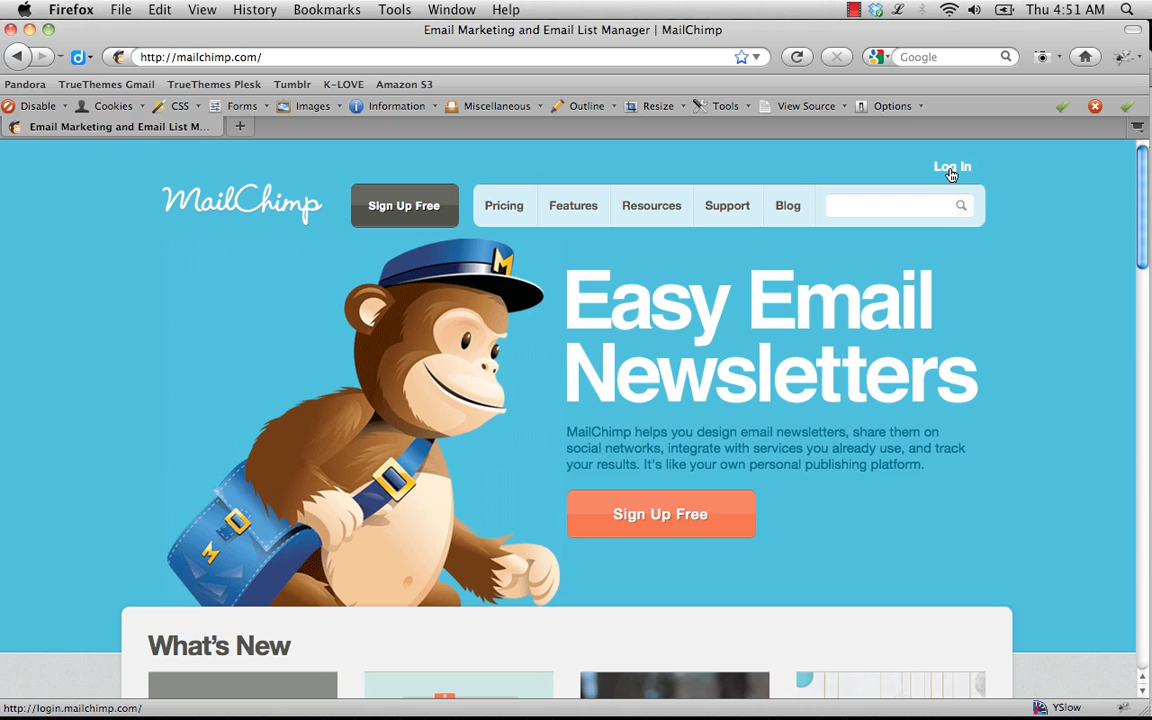 Firefox File Edit View History Bookmarks Tools Window Help Thu 4:51 AM
Email Marketing and Email List Manager | MailChimp
http://mailchimp.com/ Google
Pandora TrueThemes Gmail TrueThemes Plesk Tumblr K-LOVE Amazon S3
Disable Cookies CSS Forms Images Information Miscellaneous Outline Resize Tools View Source Options
Email Marketing and Email List M...
Log In
MailChimp Sign Up Free Pricing Features Resources Support Blog
M
Easy Email
Newsletters
MailChimp helps you design email newsletters, share them on
social networks, integrate with services you already use, and track
your results. It's like your own personal publishing platform.
Sign Up Free
M
What's New
http://login.mailchimp.com/ YSlow